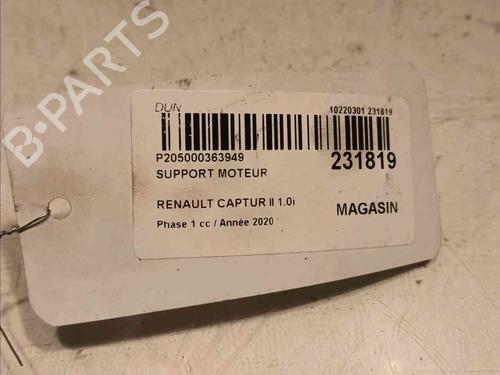 B-PARTS
DUN
10220301 231819
P205000363949
231819
SUPPORT MOTEUR
RENAULT CAPTUR II 1.0i
MAGASIN
Phase 1 cc / Année 2020